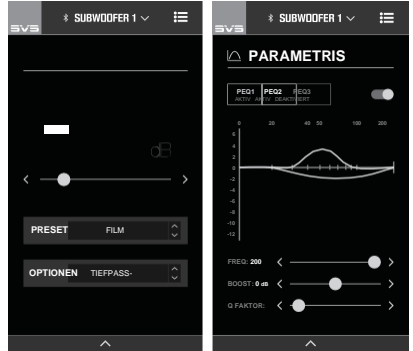 SVS
SUBWOOFER 1
dB
PRESET FILM
OPTIONEN TIEFPASS-
SVS
SUBWOOFER 1
PARAMETRIS
PEQ1 PEQ2 PEQ3
AKTIV AKTIV DEAKTIVIERT
0 20 40 50 100 200
6
4
2
0
-2
-4
-6
-8
-10
-12
FREQ: 200
BOOST: 0 dB
Q FAKTOR: